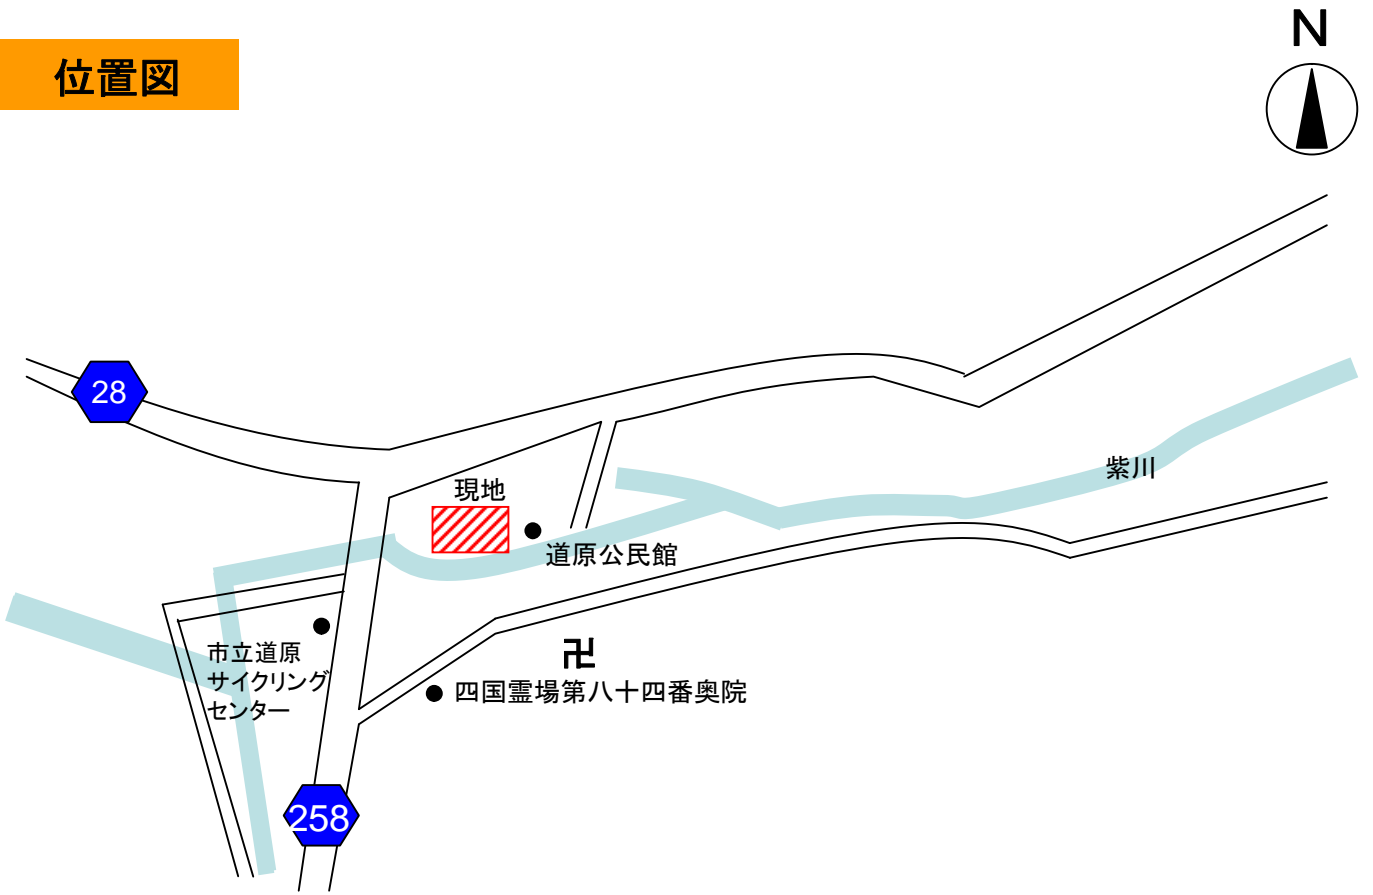 N
位置図
28
紫川
現地
道原公民館
市立道原
サイクリング
センター
卍
四国霊場第八十四番奥院
258